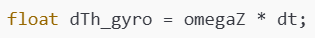 float dTh_gyro = omegaZ * dt;